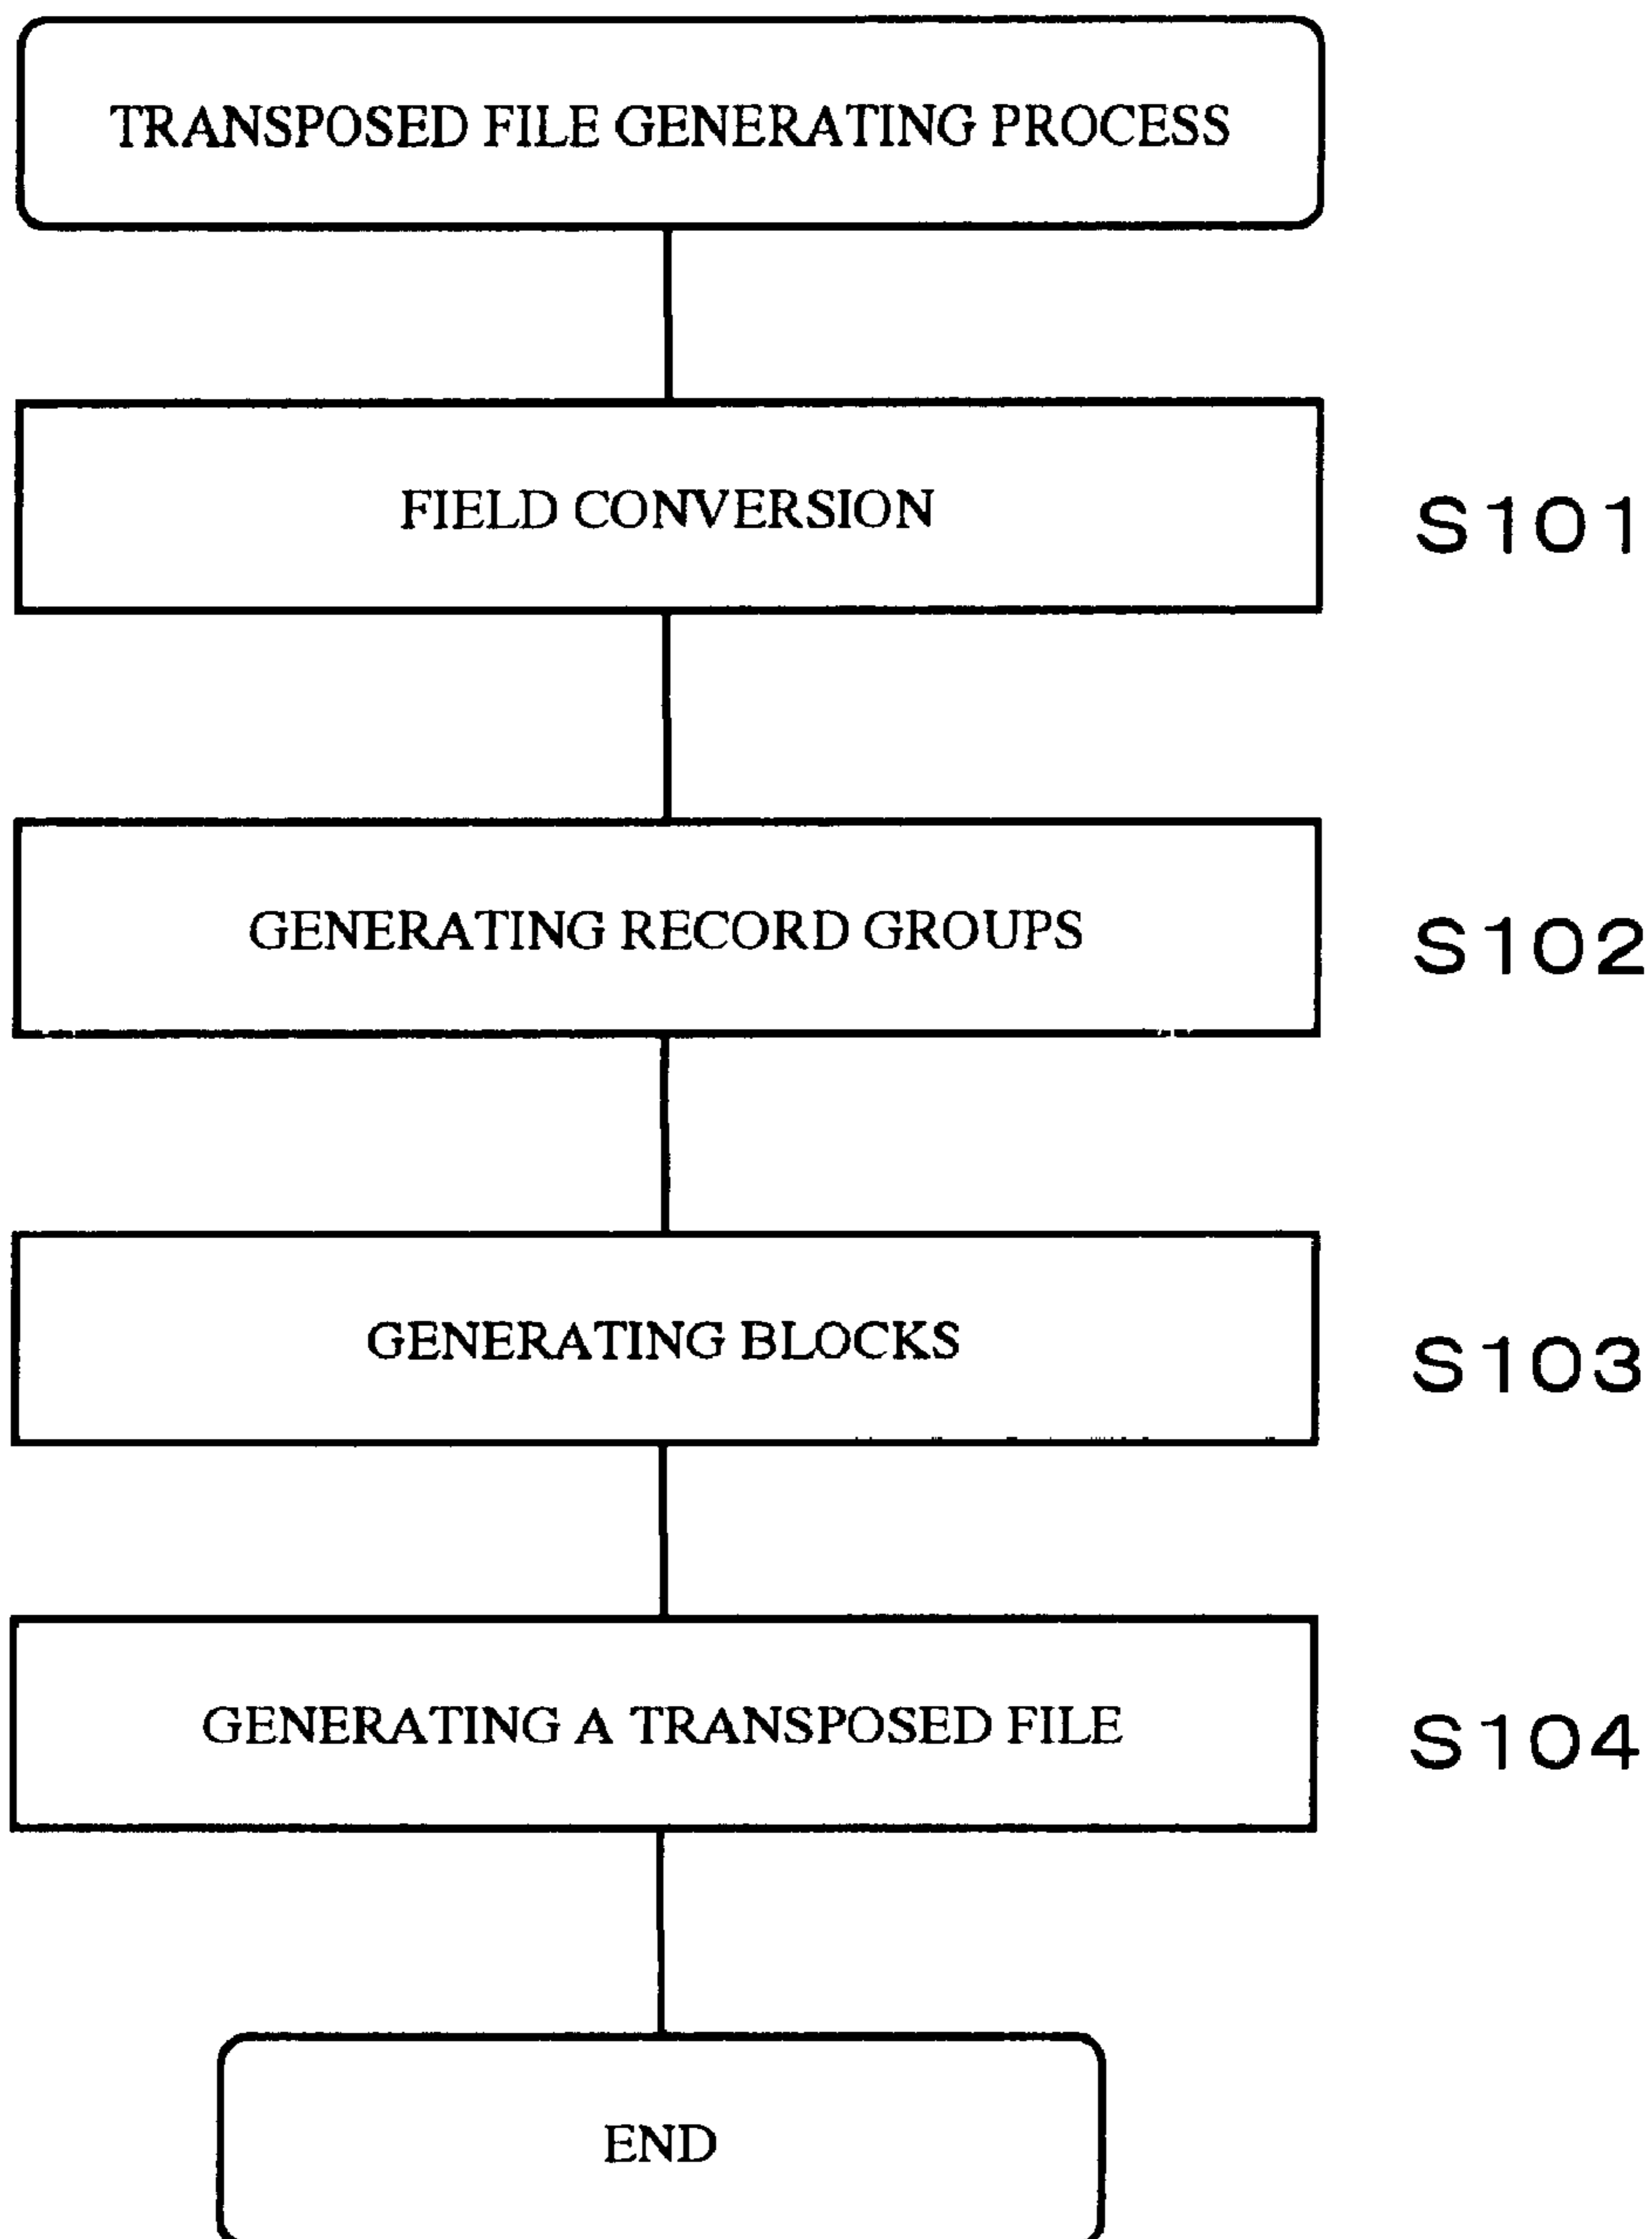 TRANSPOSED FILE GENERATING PROCESS
FIELD CONVERSION
S101
GENERATING RECORD GROUPS
S102
GENERATING BLOCKS
S103
GENERATING A TRANSPOSED FILE
S104
END